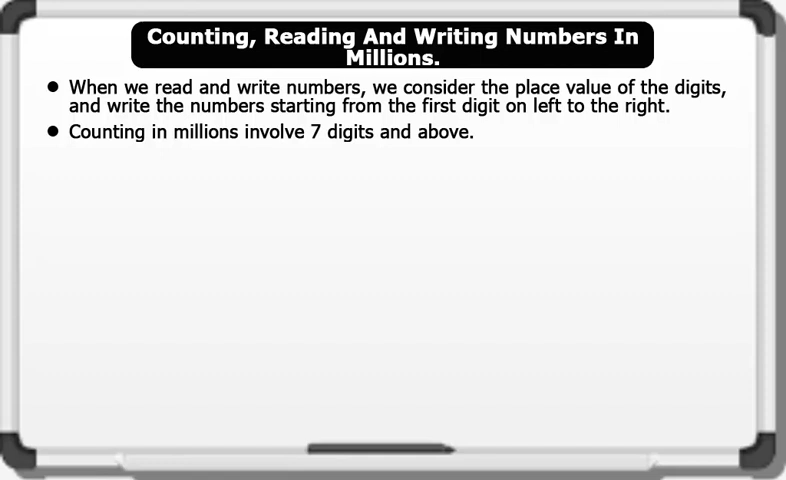 Counting, Reading And Writing Numbers In
Millions.
● When we read and write numbers, we consider the place value of the digits,
and write the numbers starting from the first digit on left to the right.
● Counting in millions involve 7 digits and above.